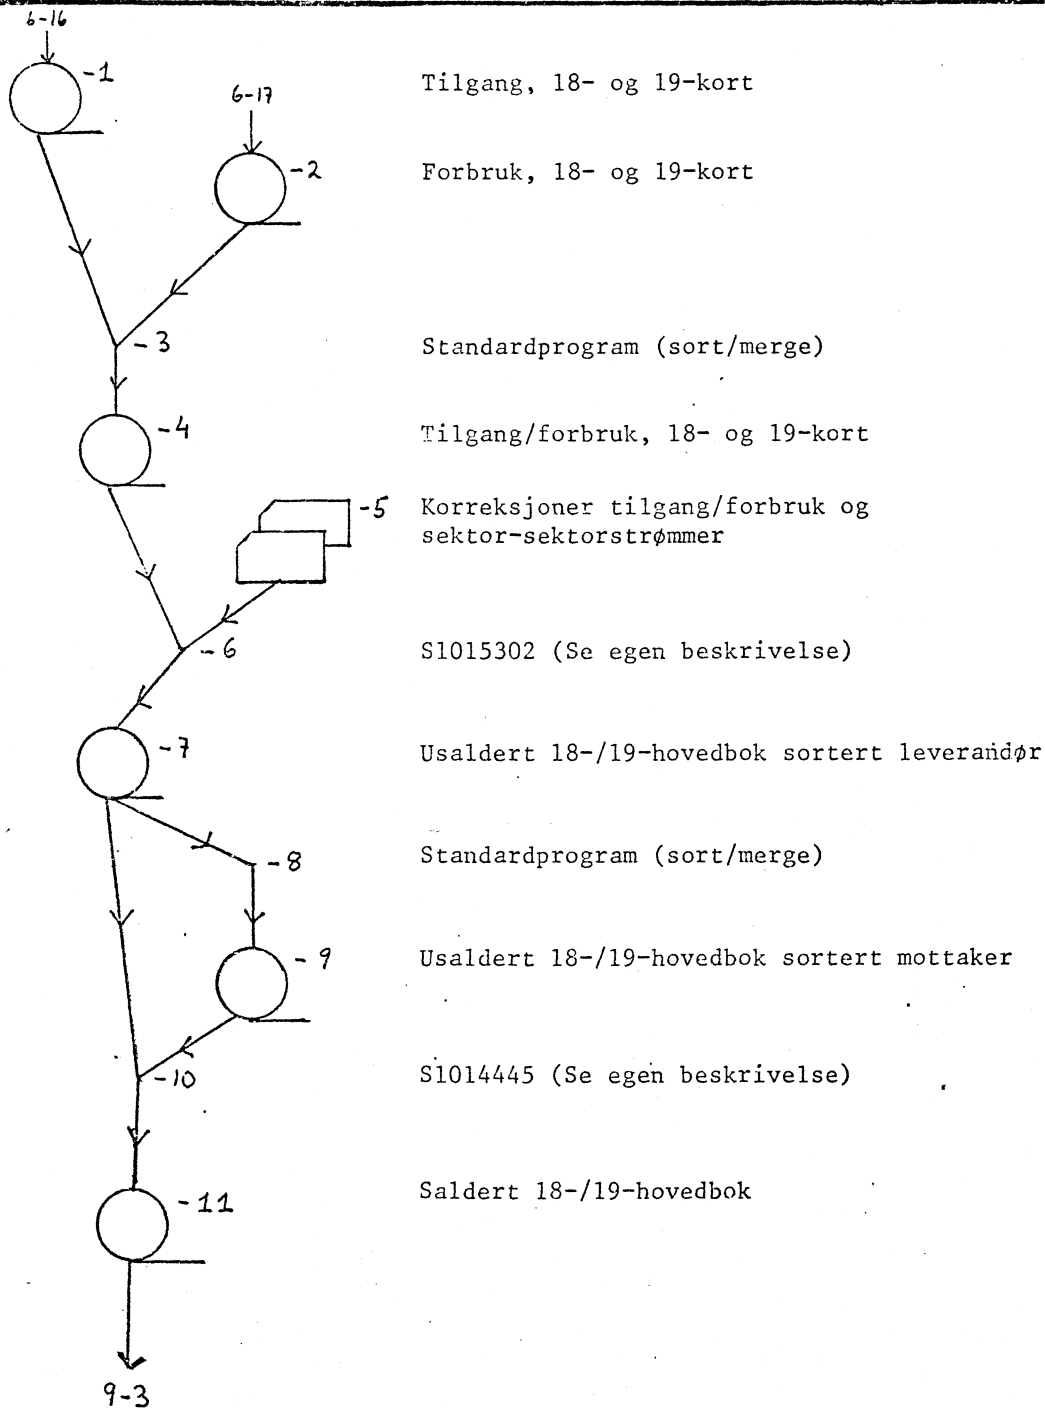 6-16
-1
Tilgang, 18- og 19-kort
6-17
-2
Forbruk, 18- og 19-kort
-3
Standardprogram (sort/merge)
-4
Tilgang/forbruk, 18- og 19-kort
-5
Korreksjoner tilgang/forbruk og
sektor-sektorstrømmer
-6
S1015302 (Se egen beskrivelse)
-7
Usaldert 18-/19-hovedbok sortert leverandør
-8
Standardprogram (sort/merge)
-9
Usaldert 18-/19-hovedbok sortert mottaker
-10
S1014445 (Se egen beskrivelse)
-11
Saldert 18-/19-hovedbok
9-3